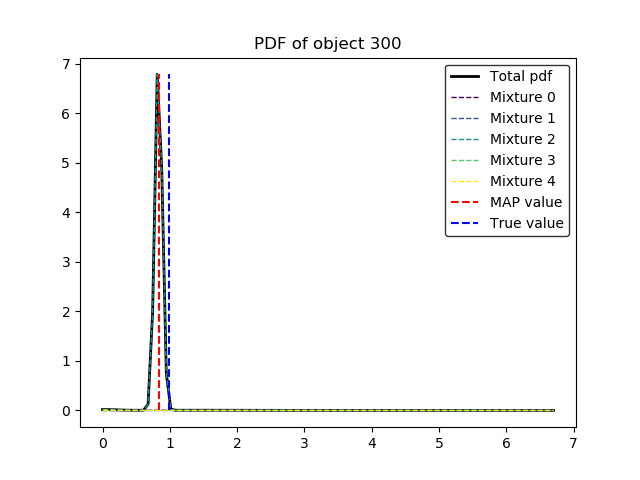 PDF of object 300
7
6
5
4
3
2
1
0
0 1 2 3 4 5 6 7
Total pdf
Mixture 0
Mixture 1
Mixture 2
Mixture 3
Mixture 4
MAP value
True value